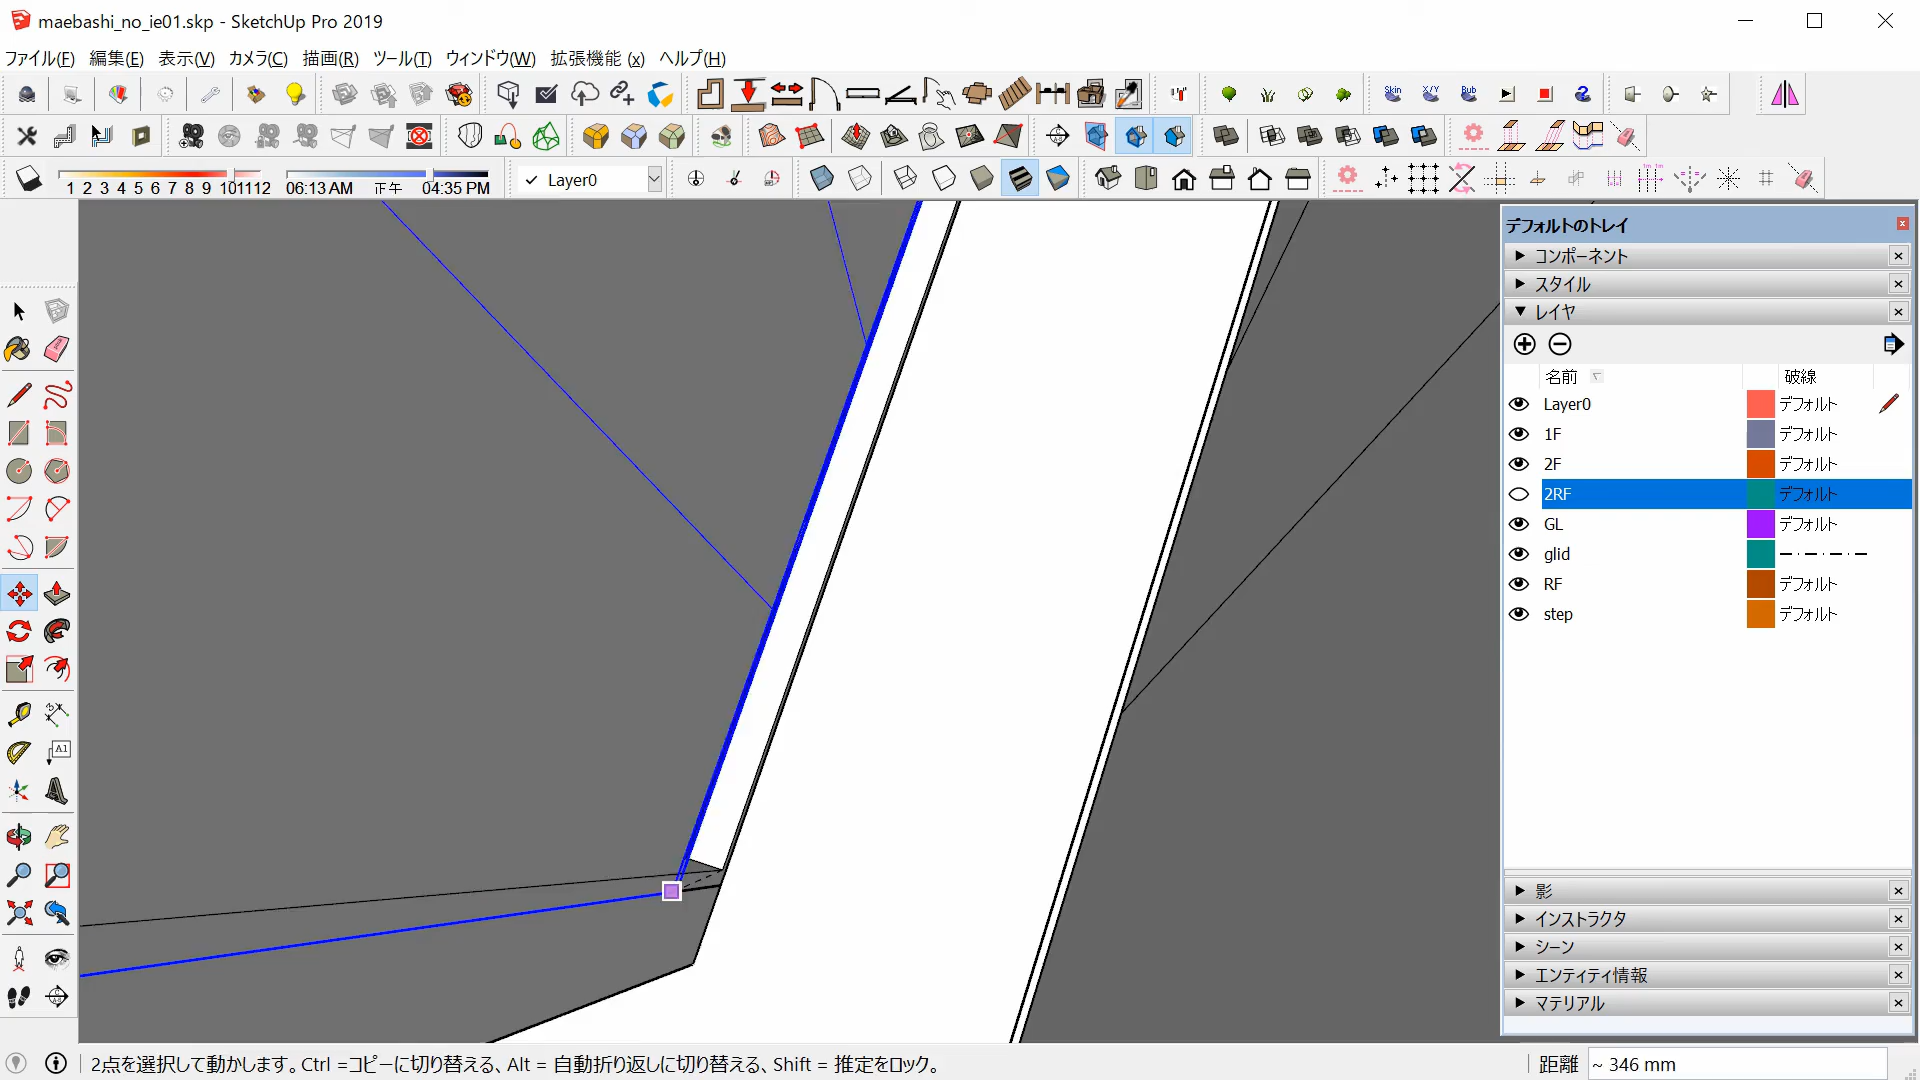 maebashi_no_ie01.skp - SketchUp Pro 2019
ファイル(F) 編集(E) 表示(V) カメラ(C) 描画(R) ツール(T) ウィンドウ(W) 拡張機能 (x) ヘルプ(H)
Skin X/Y Bub
1 2 3 4 5 6 7 8 9 10 11 12 06:13 AM 正午 04:35 PM
Layer0
デフォルトのトレイ
コンポーネント
スタイル
レイヤ
名前 破線
Layer0 デフォルト
1F デフォルト
2F デフォルト
2RF デフォルト
GL デフォルト
glid
RF デフォルト
step デフォルト
影
インストラクタ
シーン
エンティティ情報
マテリアル
2点を選択して動かします。Ctrl =コピーに切り替える、Alt = 自動折り返しに切り替える、Shift = 推定をロック。
距離 ~ 346 mm